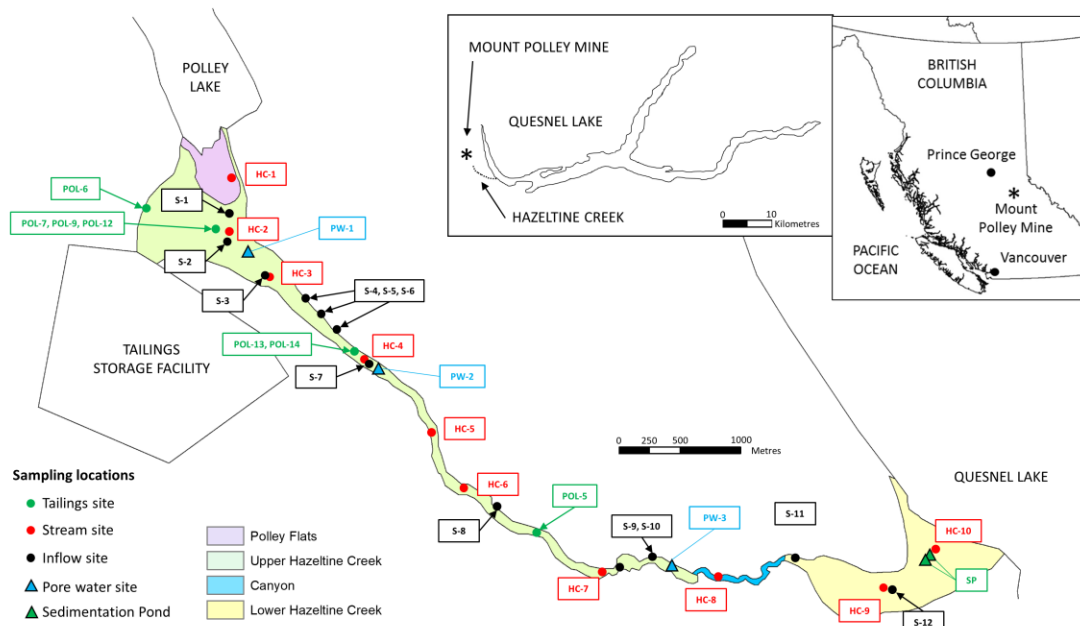 POLLEY
LAKE
HC-1
POL-6
S-1
POL-7, POL-9, POL-12
HC-2
PW-1
S-2
HC-3
S-3
S-4, S-5, S-6
TAILINGS
STORAGE FACILITY
POL-13, POL-14
HC-4
S-7
PW-2
HC-5
HC-6
S-8
POL-5
S-9, S-10
PW-3
S-11
HC-7
HC-8
QUESNEL LAKE
HC-10
SP
HC-9
S-12
0 250 500 1000
Metres
MOUNT POLLEY MINE
*
QUESNEL LAKE
HAZELTINE CREEK
0 10
Kilometres
BRITISH
COLUMBIA
Prince George
*
Mount
Polley Mine
PACIFIC
OCEAN
Vancouver
Sampling locations
Tailings site
Stream site
Inflow site
Pore water site
Sedimentation Pond
Polley Flats
Upper Hazeltine Creek
Canyon
Lower Hazeltine Creek